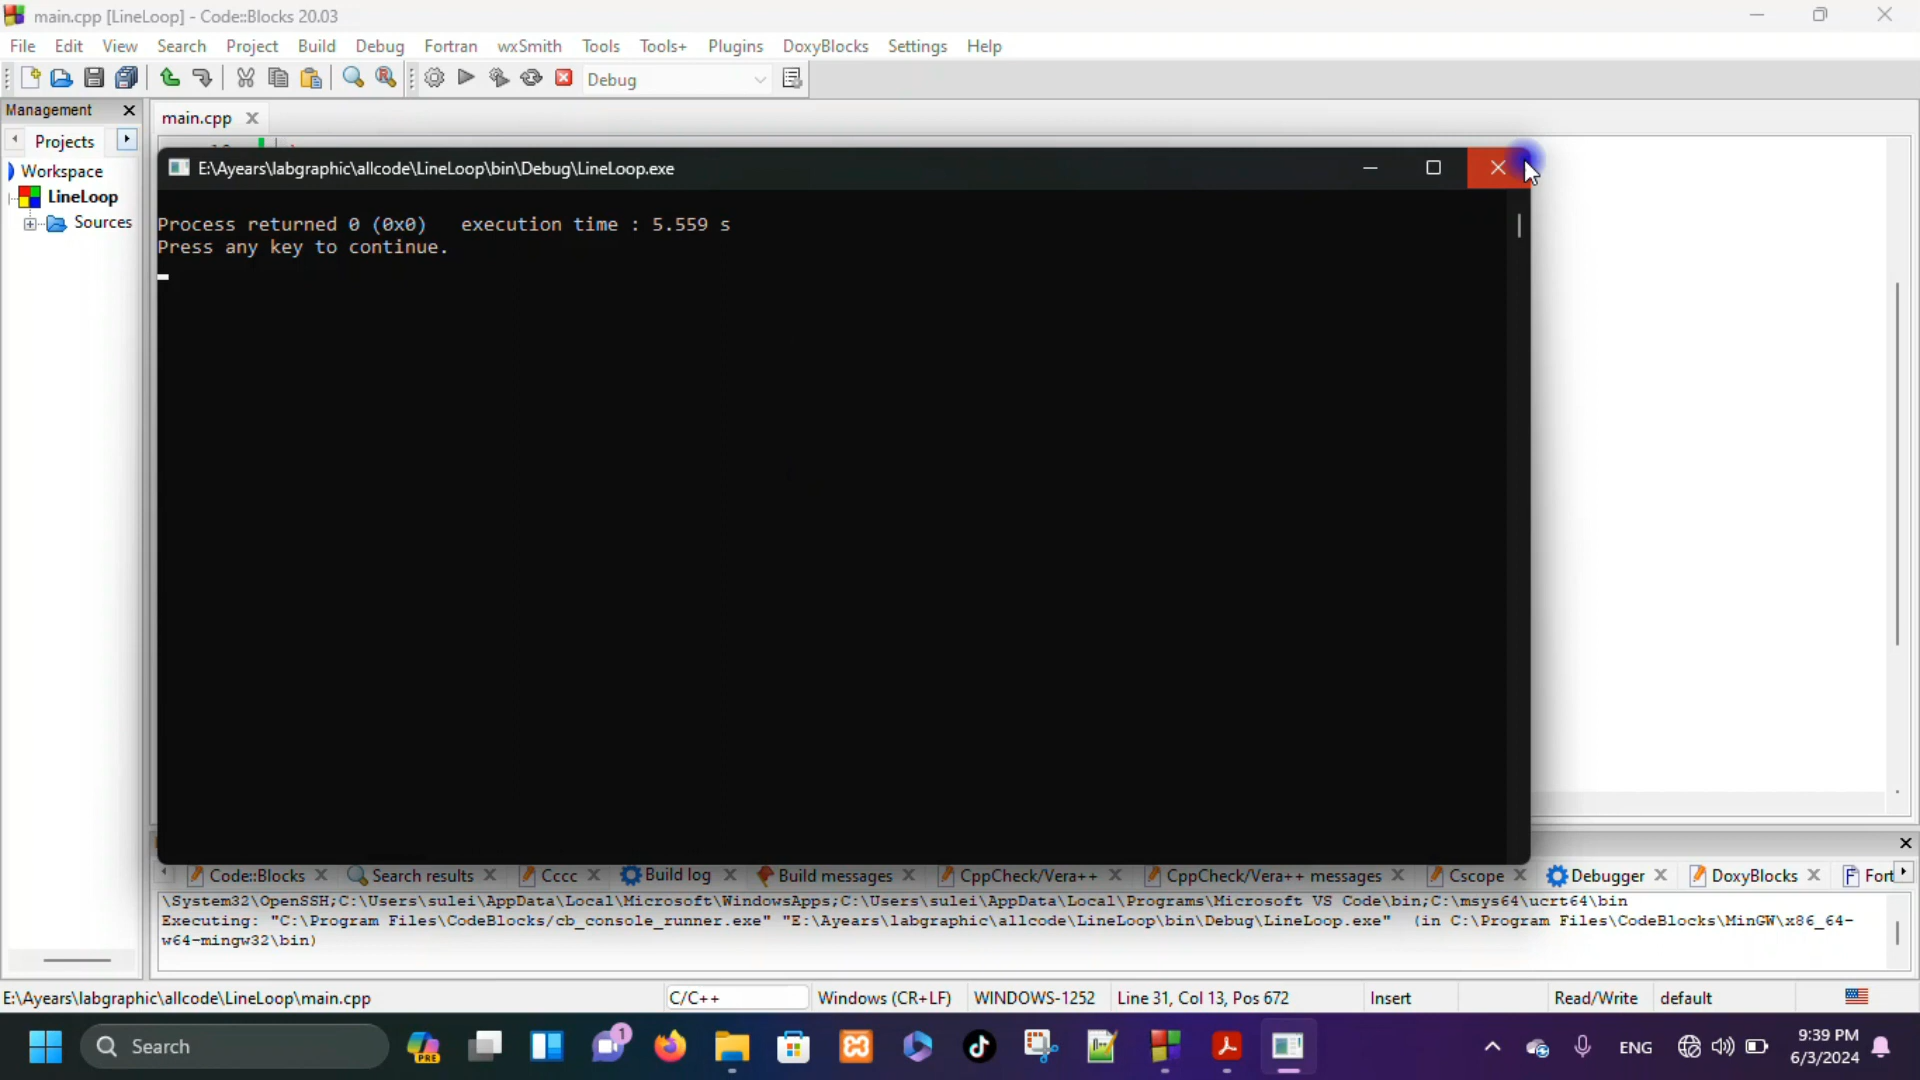 main.cpp [LineLoop] - Code::Blocks 20.03
File Edit View Search Project Build Debug Fortran wxSmith Tools Tools+ Plugins DoxyBlocks Settings Help
Debug
Management
main.cpp
Projects
Workspace
LineLoop
Sources
E:\Ayears\labgraphic\allcode\LineLoop\bin\Debug\LineLoop.exe
Process returned 0 (0x0)   execution time : 5.559 s
Press any key to continue.
Code::Blocks Search results Cccc Build log Build messages CppCheck/Vera++ CppCheck/Vera++ messages Cscope Debugger DoxyBlocks Fort
\System32\OpenSSH;C:\Users\sulei\AppData\Local\Microsoft\WindowsApps;C:\Users\sulei\AppData\Local\Programs\Microsoft VS Code\bin;C:\msys64\ucrt64\bin
Executing: "C:\Program Files\CodeBlocks/cb_console_runner.exe" "E:\Ayears\labgraphic\allcode\LineLoop\bin\Debug\LineLoop.exe"  (in C:\Program Files\CodeBlocks\MinGW\x86_64-
w64-mingw32\bin)
E:\Ayears\labgraphic\allcode\LineLoop\main.cpp C/C++ Windows (CR+LF) WINDOWS-1252 Line 31, Col 13, Pos 672 Insert Read/Write default
Search
PRE
1
ENG
9:39 PM
6/3/2024